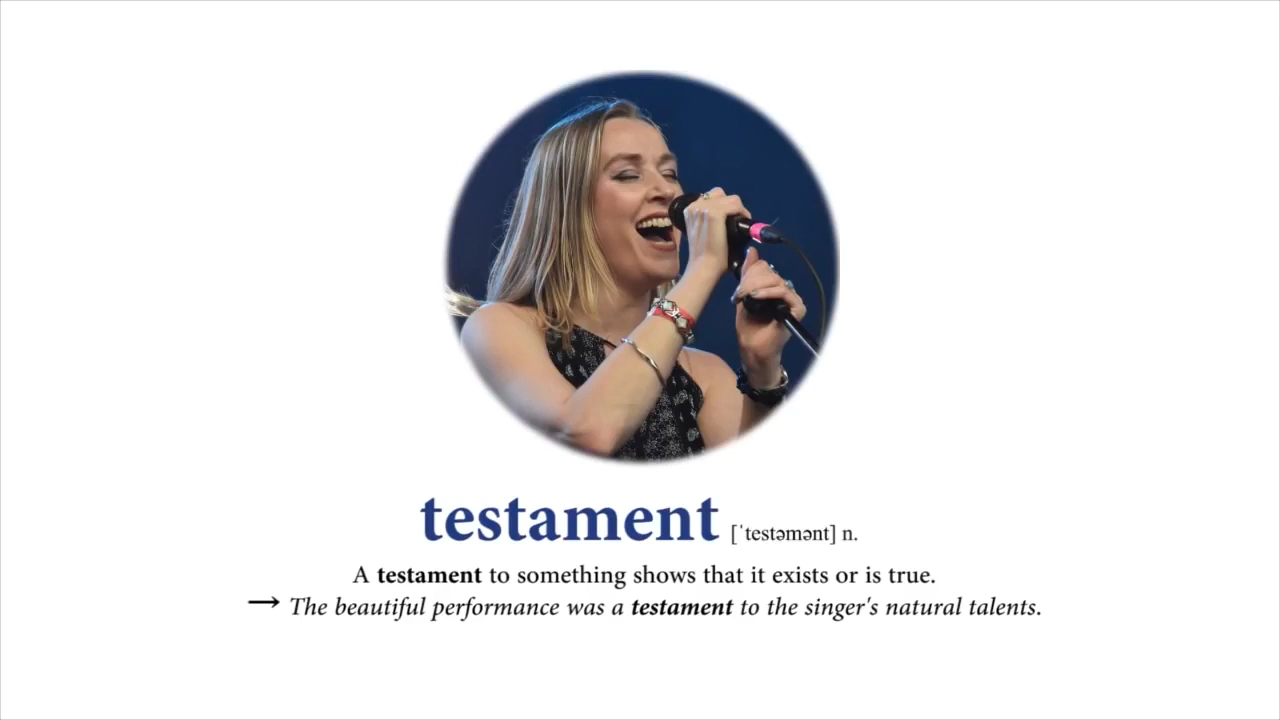 testament [ˈtestəmənt] n.
A testament to something shows that it exists or is true.
→ The beautiful performance was a testament to the singer's natural talents.